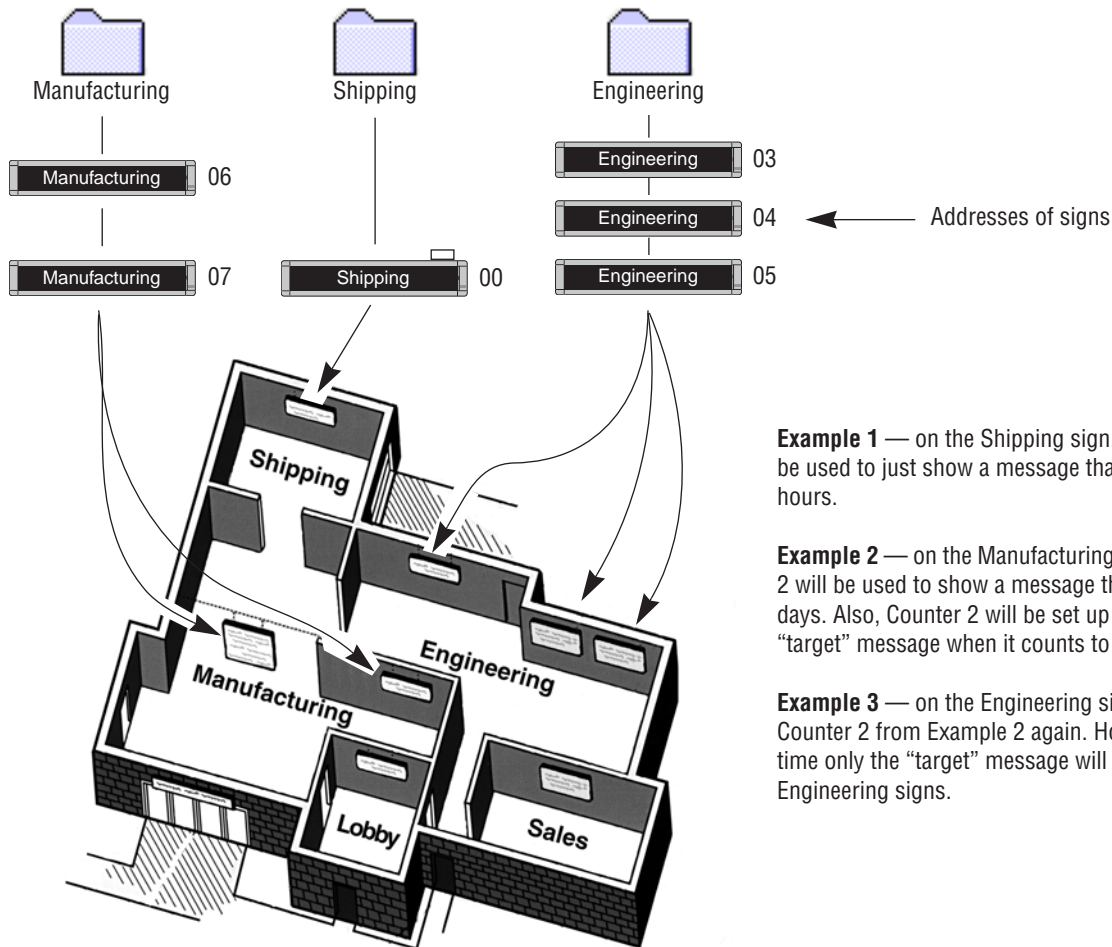 Manufacturing
Shipping
Engineering
Manufacturing 06
Engineering 03
Engineering 04
Addresses of signs
Manufacturing 07
Shipping 00
Engineering 05
Shipping
Engineering
Manufacturing
Lobby
Sales
Example 1 — on the Shipping sign
be used to just show a message tha
hours.
Example 2 — on the Manufacturing
2 will be used to show a message th
days. Also, Counter 2 will be set up
“target” message when it counts to
Example 3 — on the Engineering si
Counter 2 from Example 2 again. Ho
time only the “target” message will
Engineering signs.